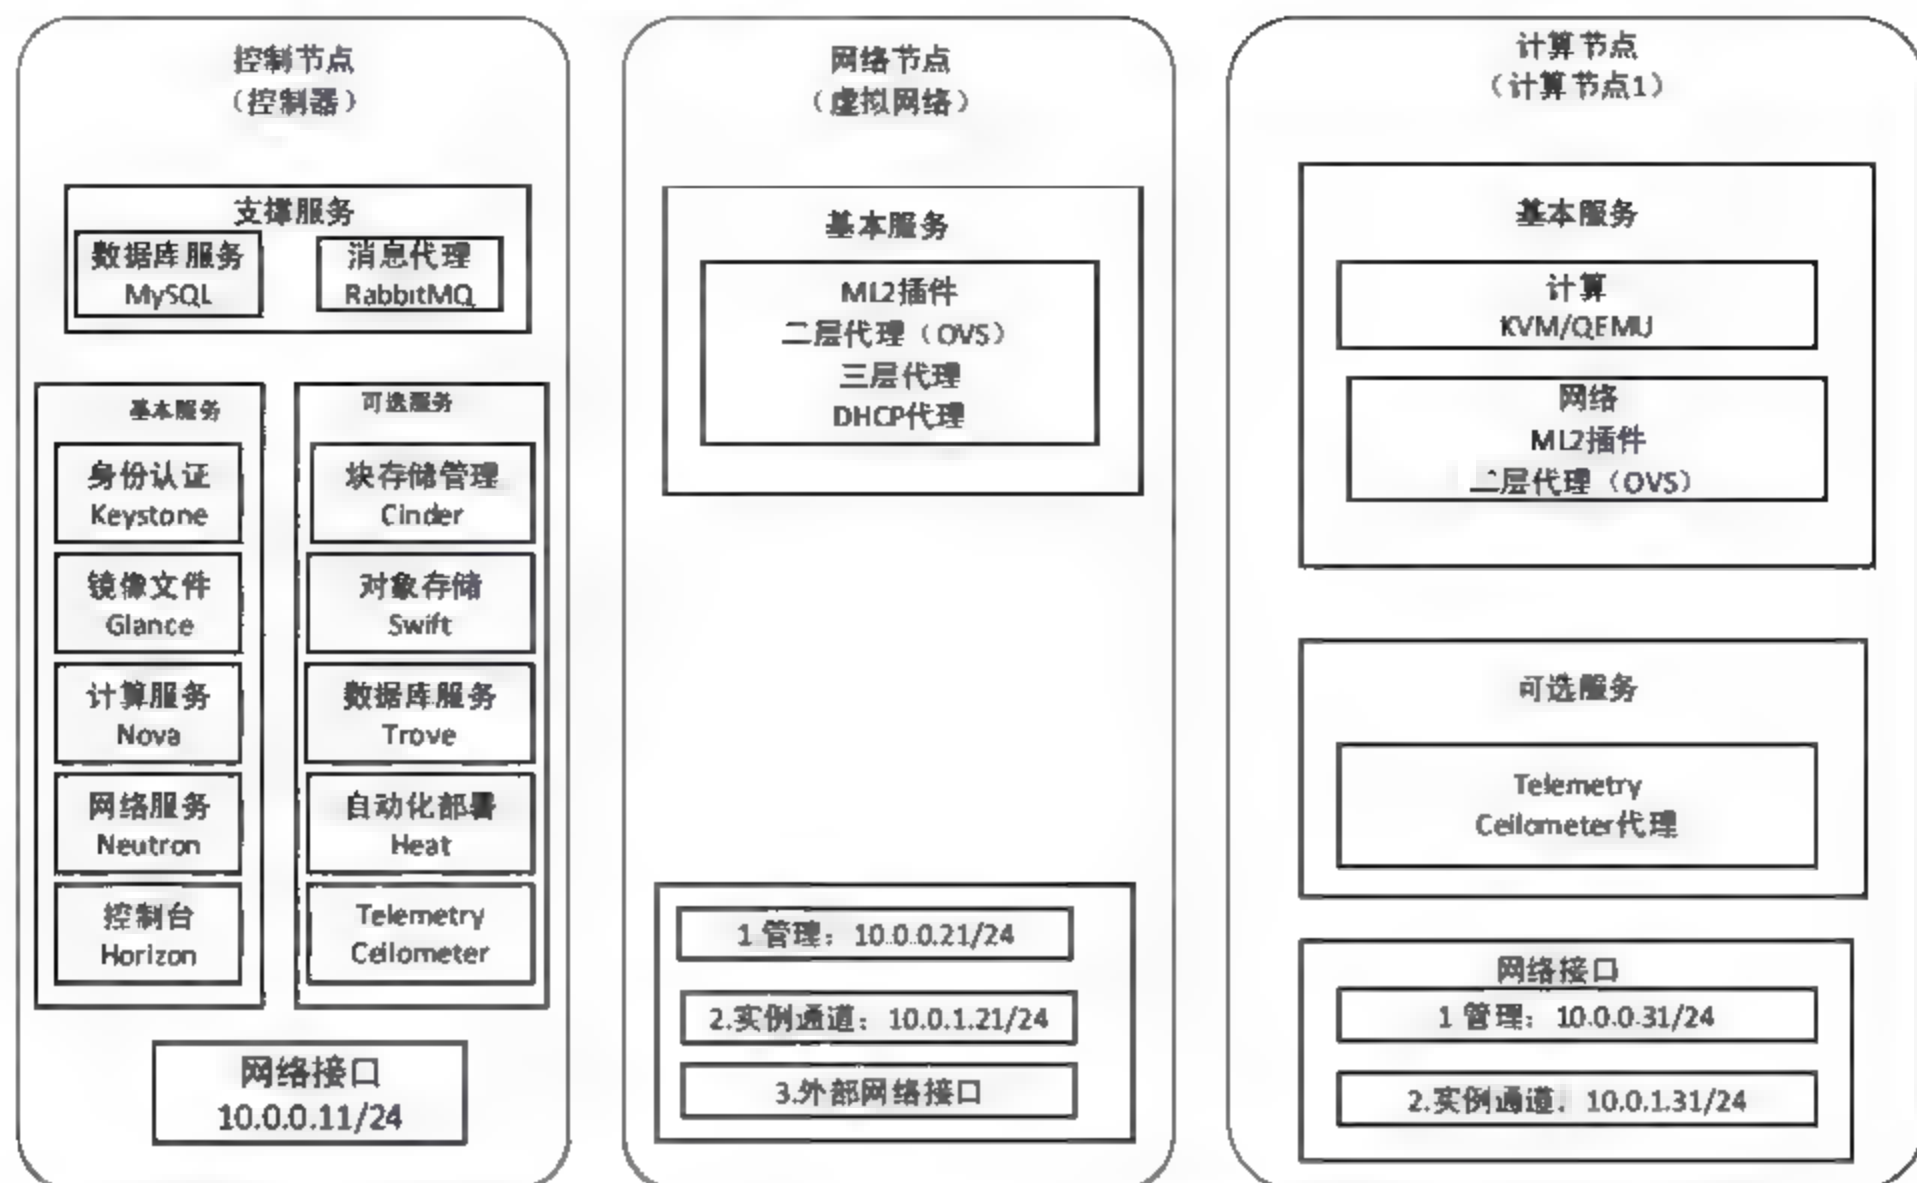 控制节点
（控制器）
支撑服务
数据库服务
MySQL
消息代理
RabbitMQ
基本服务
身份认证
Keystone
镜像文件
Glance
计算服务
Nova
网络服务
Neutron
控制台
Horizon
可选服务
块存储管理
Cinder
对象存储
Swift
数据库服务
Trove
自动化部署
Heat
Telemetry
Ceilometer
网络接口
10.0.0.11/24
网络节点
（虚拟网络）
基本服务
ML2插件
二层代理（OVS）
三层代理
DHCP代理
1 管理：10.0.0.21/24
2.实例通道：10.0.1.21/24
3.外部网络接口
计算节点
（计算节点1）
基本服务
计算
KVM/QEMU
网络
ML2插件
二层代理（OVS）
可选服务
Telemetry
Ceilometer代理
网络接口
1 管理：10.0.0.31/24
2.实例通道：10.0.1.31/24